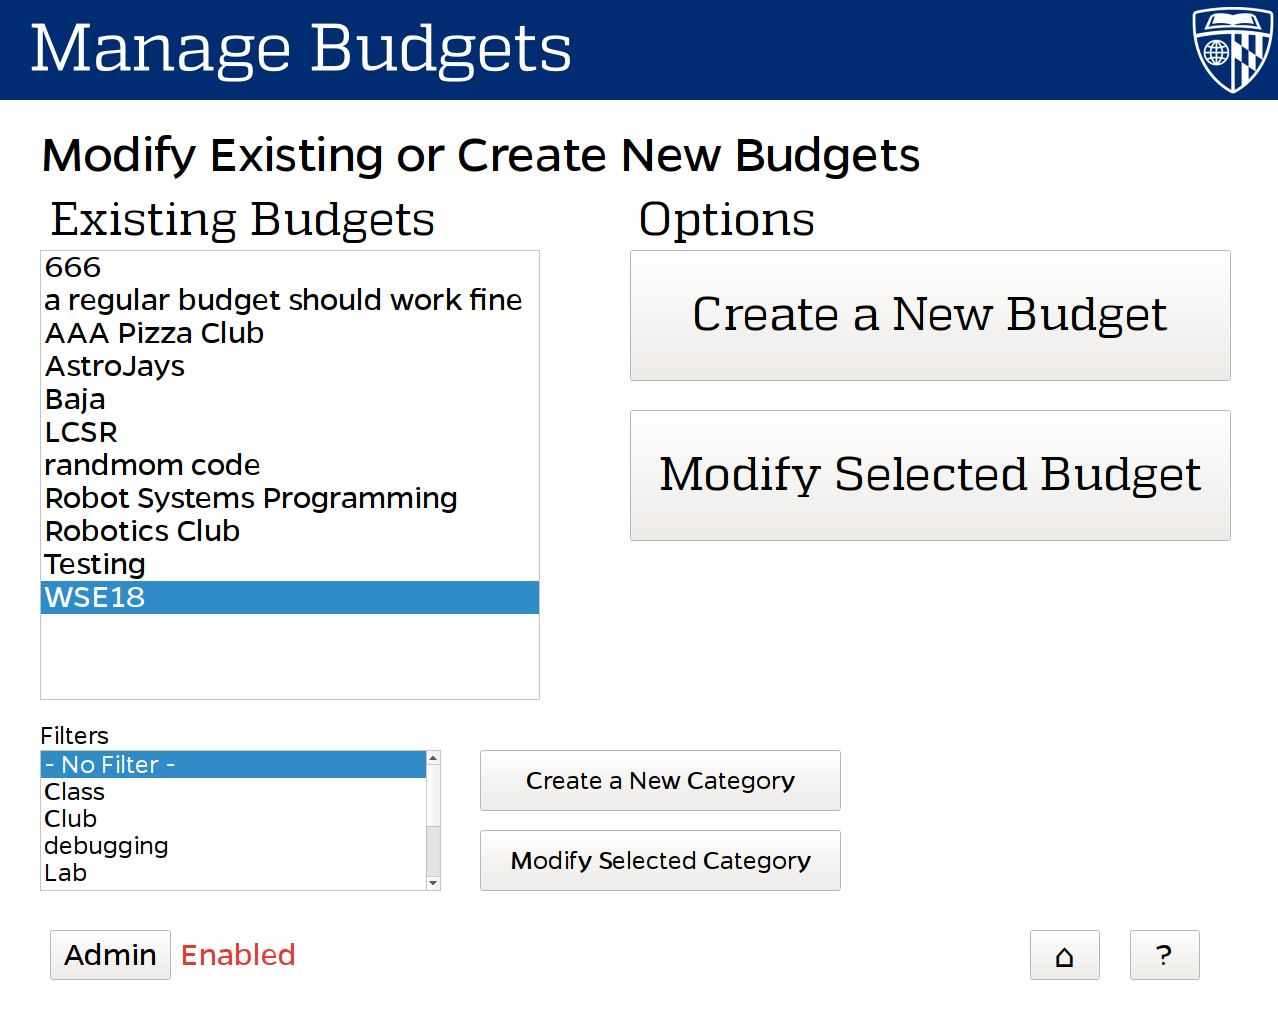 Manage Budgets
Modify Existing or Create New Budgets
Existing Budgets
Options
666
a regular budget should work fine
AAA Pizza Club
AstroJays
Baja
LCSR
randmom code
Robot Systems Programming
Robotics Club
Testing
WSE18
Create a New Budget
Modify Selected Budget
Filters
- No Filter -
Class
Club
debugging
Lab
Create a New Category
Modify Selected Category
Admin
Enabled
?